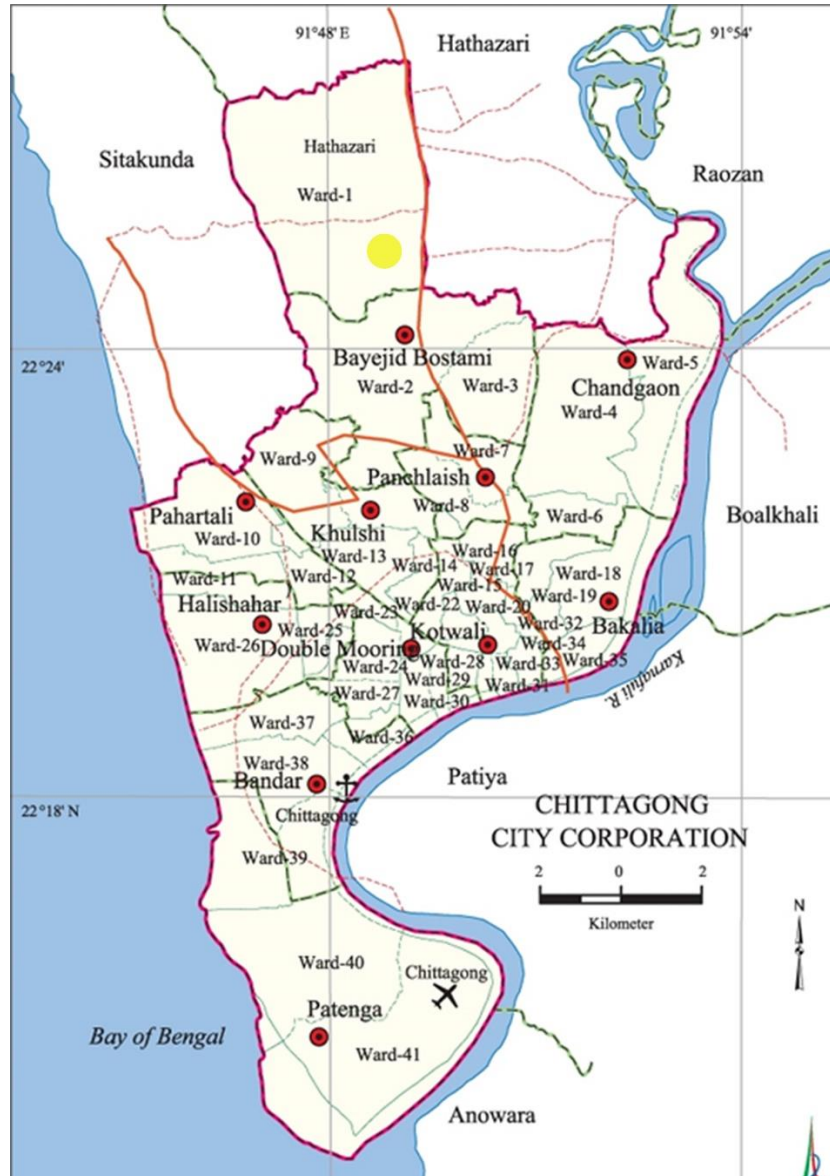 91°48' E
91°54'
Hathazari
Hathazari
Sitakunda
Raozan
Ward-1
Bayejid Bostami
22°24'
Ward-2
Ward-3
Ward-5
Chandgaon
Ward-4
Ward-7
Ward-9
Panchlaish
Ward-8
Pahartali
Khulshi
Ward-6
Boalkhali
Ward-10
Ward-13
Ward-16
Ward-14
Ward-17
Ward-11
Ward-12
Ward-18
Ward-15
Ward-19
Halishahar
Ward-23
Ward-22
Ward-20
Ward-25
Ward-32
Bakalia
Ward-26
Double Mooring
Kotwali
Ward-34
Ward-24
Ward-28
Ward-33
Ward-35
Ward-29
Ward-31
Ward-27
Ward-30
Karnafuli R.
Ward-37
Ward-36
Ward-38
Bandar
Patiya
22°18' N
Chittagong
CHITTAGONG
CITY CORPORATION
Ward-39
2 0 2
Kilometer
N
Ward-40
Chittagong
Patenga
Bay of Bengal
Ward-41
Anowara